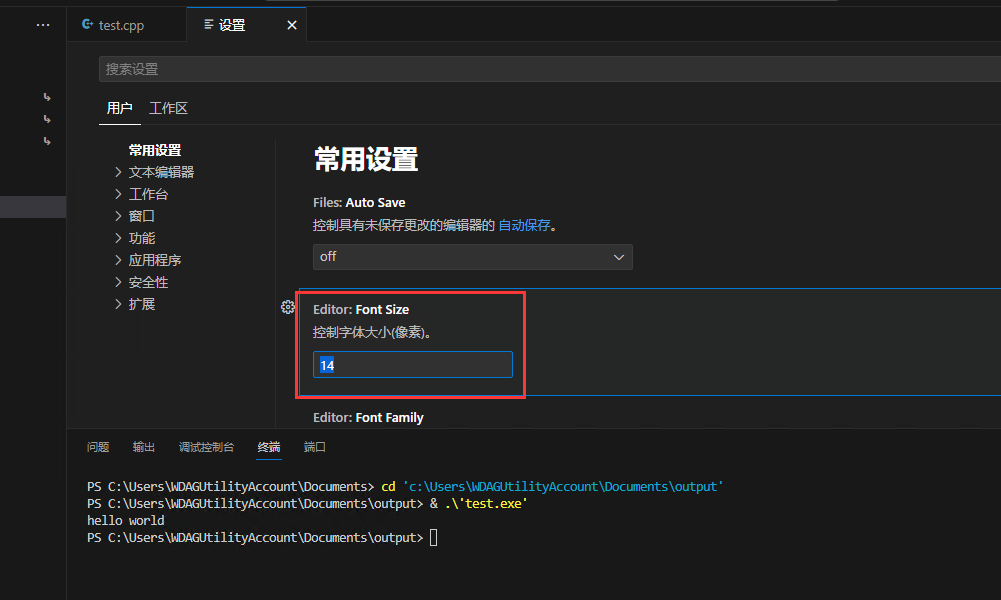 test.cpp 设置
搜索设置
用户 工作区
常用设置
文本编辑器
工作台
窗口
功能
应用程序
安全性
扩展
常用设置
Files: Auto Save
控制具有未保存更改的编辑器的 自动保存。
off
Editor: Font Size
控制字体大小(像素)。
14
Editor: Font Family
问题 输出 调试控制台 终端 端口
PS C:\Users\WDAGUtilityAccount\Documents> cd 'c:\Users\WDAGUtilityAccount\Documents\output'
PS C:\Users\WDAGUtilityAccount\Documents\output> & .\'test.exe'
hello world
PS C:\Users\WDAGUtilityAccount\Documents\output>